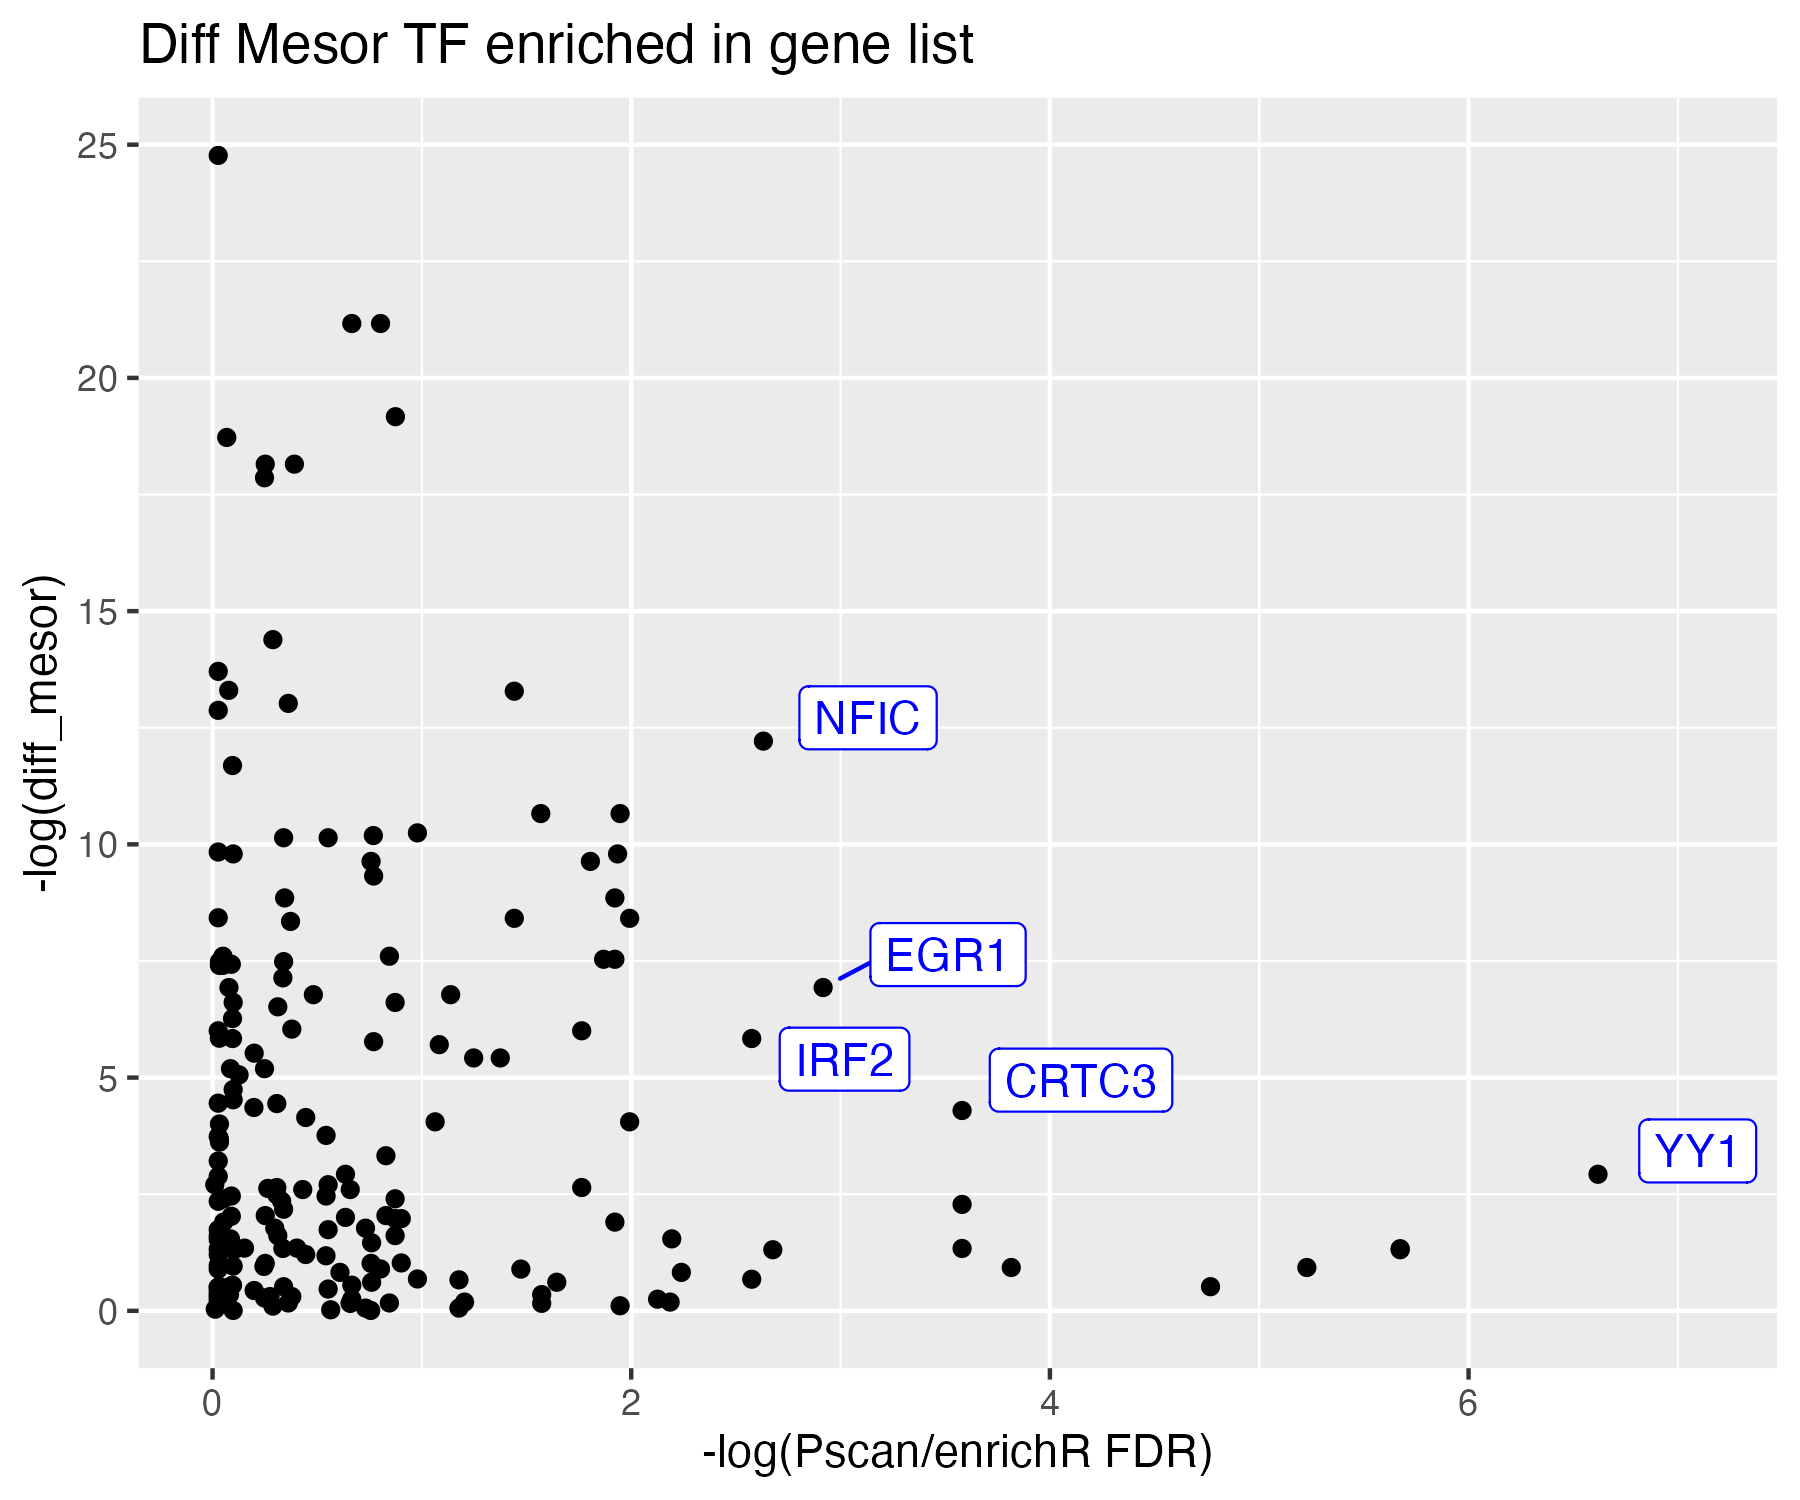 Diff Mesor TF enriched in gene list
-log(diff_mesor)
25
20
15
10
5
0
NFIC
EGR1
IRF2
CRTC3
YY1
0 2 4 6
-log(Pscan/enrichR FDR)